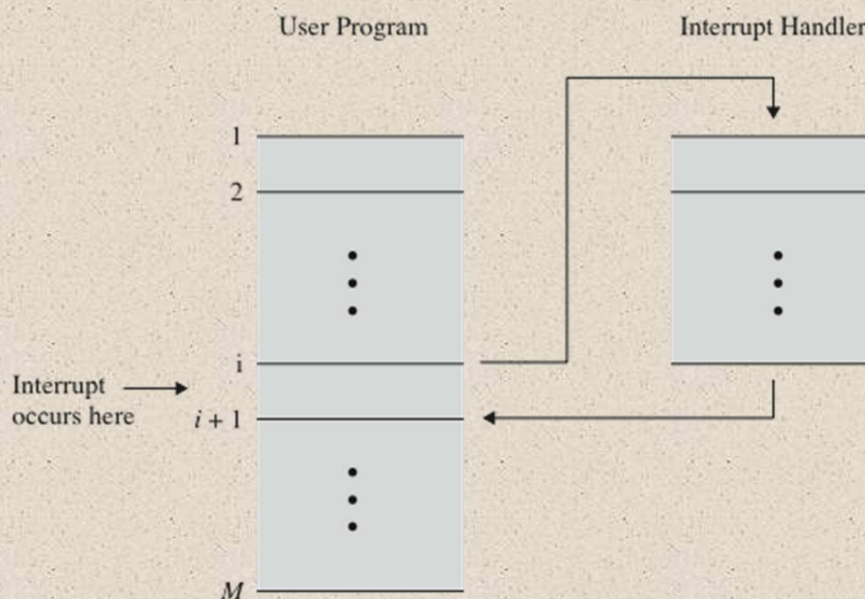 User Program
Interrupt Handler
1
2
i
Interrupt
occurs here
i + 1
M